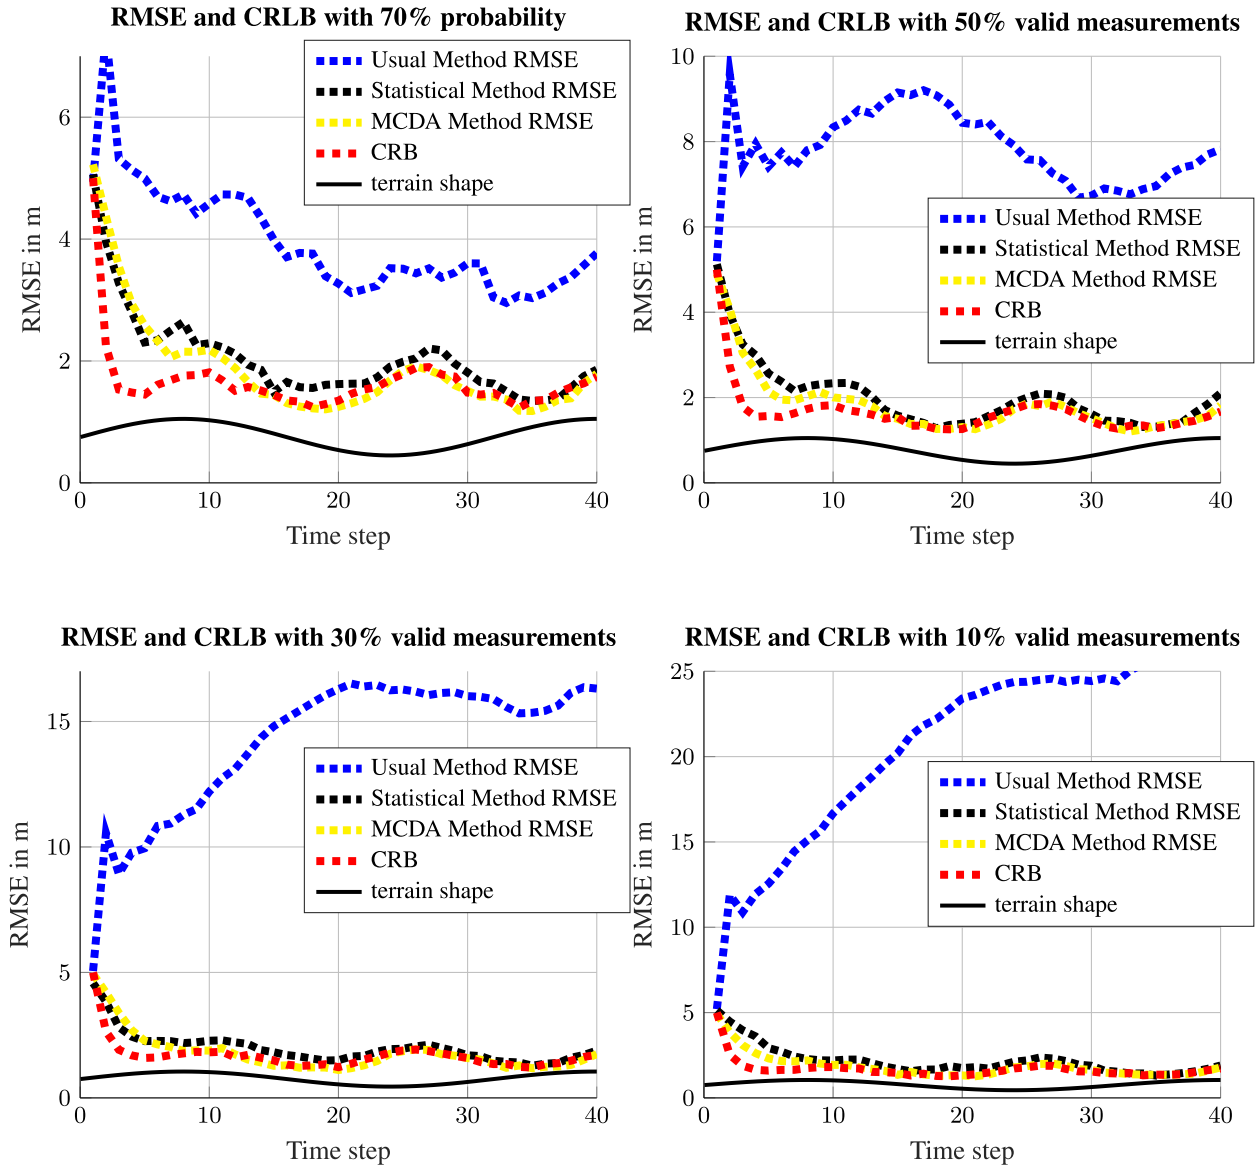 RMSE and CRLB with 70% probability
6
4
2
0
RMSE in m
Usual Method RMSE
Statistical Method RMSE
MCDA Method RMSE
CRB
terrain shape
0 10 20 30 40
Time step
RMSE and CRLB with 50% valid measurements
10
8
6
4
2
0
RMSE in m
Usual Method RMSE
Statistical Method RMSE
MCDA Method RMSE
CRB
terrain shape
0 10 20 30 40
Time step
RMSE and CRLB with 30% valid measurements
15
10
5
0
RMSE in m
Usual Method RMSE
Statistical Method RMSE
MCDA Method RMSE
CRB
terrain shape
0 10 20 30 40
Time step
RMSE and CRLB with 10% valid measurements
25
20
15
10
5
0
RMSE in m
Usual Method RMSE
Statistical Method RMSE
MCDA Method RMSE
CRB
terrain shape
0 10 20 30 40
Time step